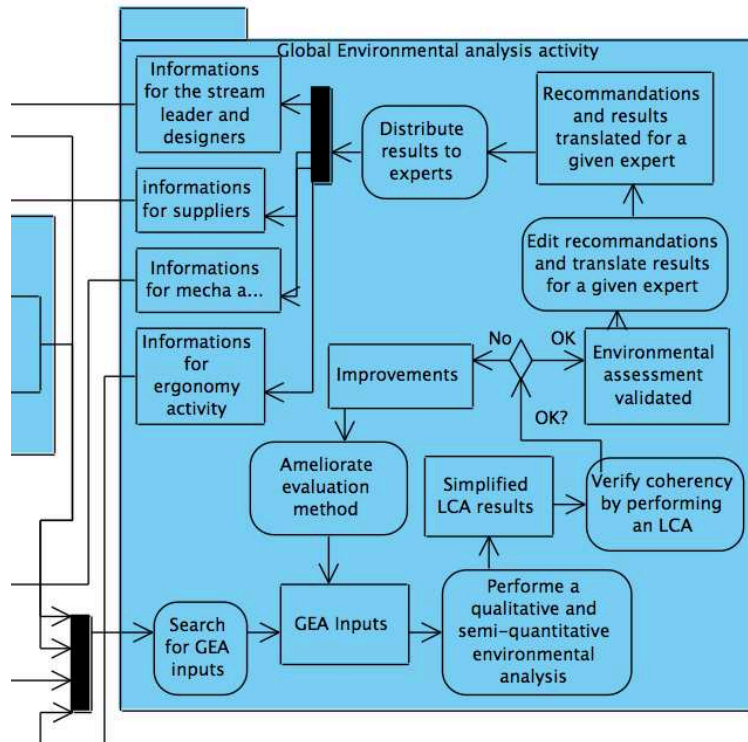 Global Environmental analysis activity
Informations
for the stream
leader and
designers
Distribute
results to
experts
Recommandations
and results
translated for a
given expert
informations
for suppliers
Edit recommandations
and translate results
for a given expert
Informations
for mecha a...
Informations
for
ergonomy
activity
Improvements
No
OK
Environmental
assessment
validated
OK?
Ameliorate
evaluation
method
Simplified
LCA results
Verify coherency
by performing
an LCA
Search
for GEA
inputs
GEA Inputs
Performe a
qualitative and
semi-quantitative
environmental
analysis